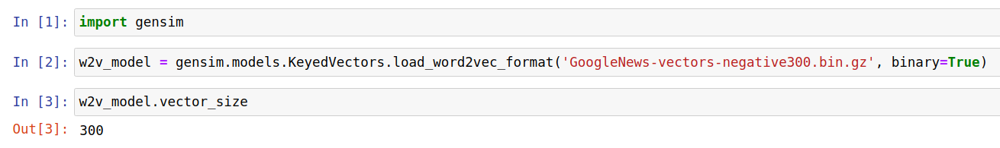 In [1]: import gensim
In [2]: w2v_model = gensim.models.KeyedVectors.load_word2vec_format('GoogleNews-vectors-negative300.bin.gz', binary=True)
In [3]: w2v_model.vector_size
Out[3]: 300